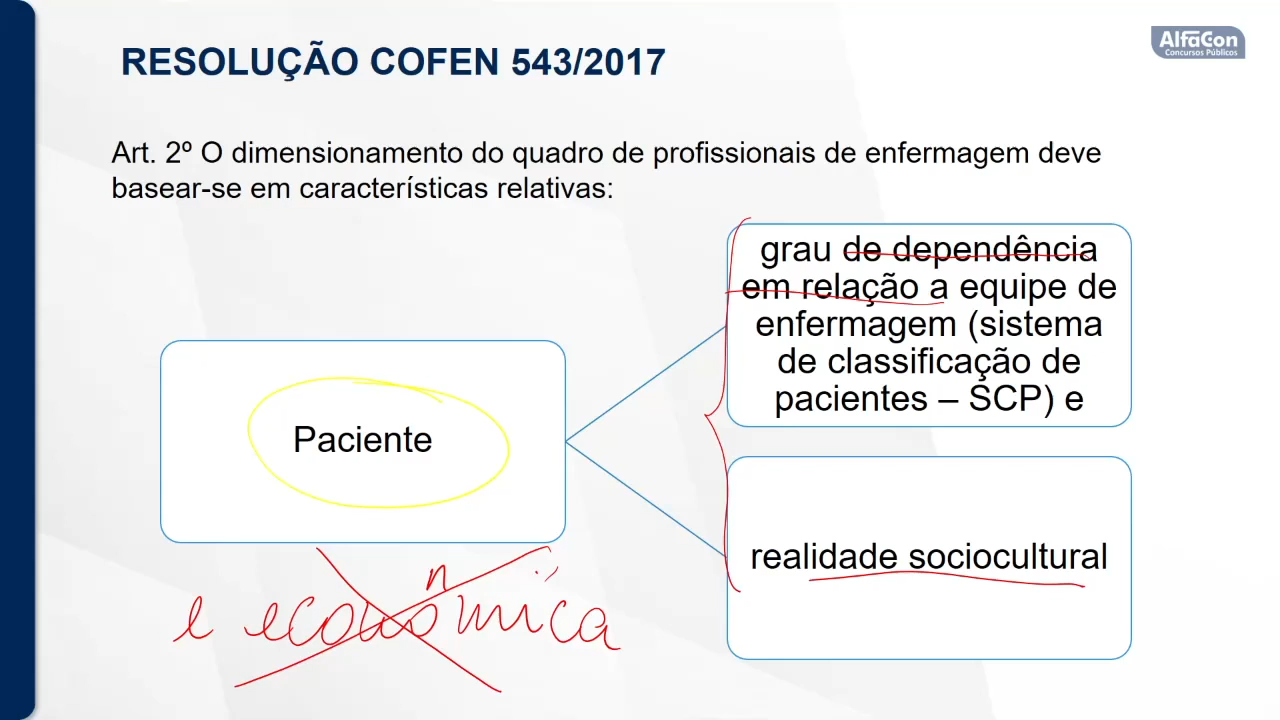 RESOLUÇÃO COFEN 543/2017
AlfaCon
Concursos Públicos
Art. 2º O dimensionamento do quadro de profissionais de enfermagem deve
basear-se em características relativas:
grau de dependência
em relação a equipe de
enfermagem (sistema
de classificação de
pacientes – SCP) e
Paciente
realidade sociocultural
n
e econômica